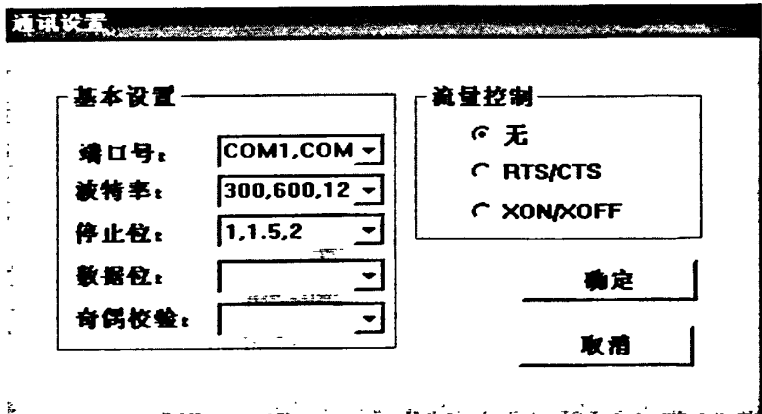 通讯设置
基本设置
端口号： COM1,COM
波特率： 300,600,12
停止位： 1,1.5,2
数据位：
奇偶校验：
流量控制
无
RTS/CTS
XON/XOFF
确定
取消